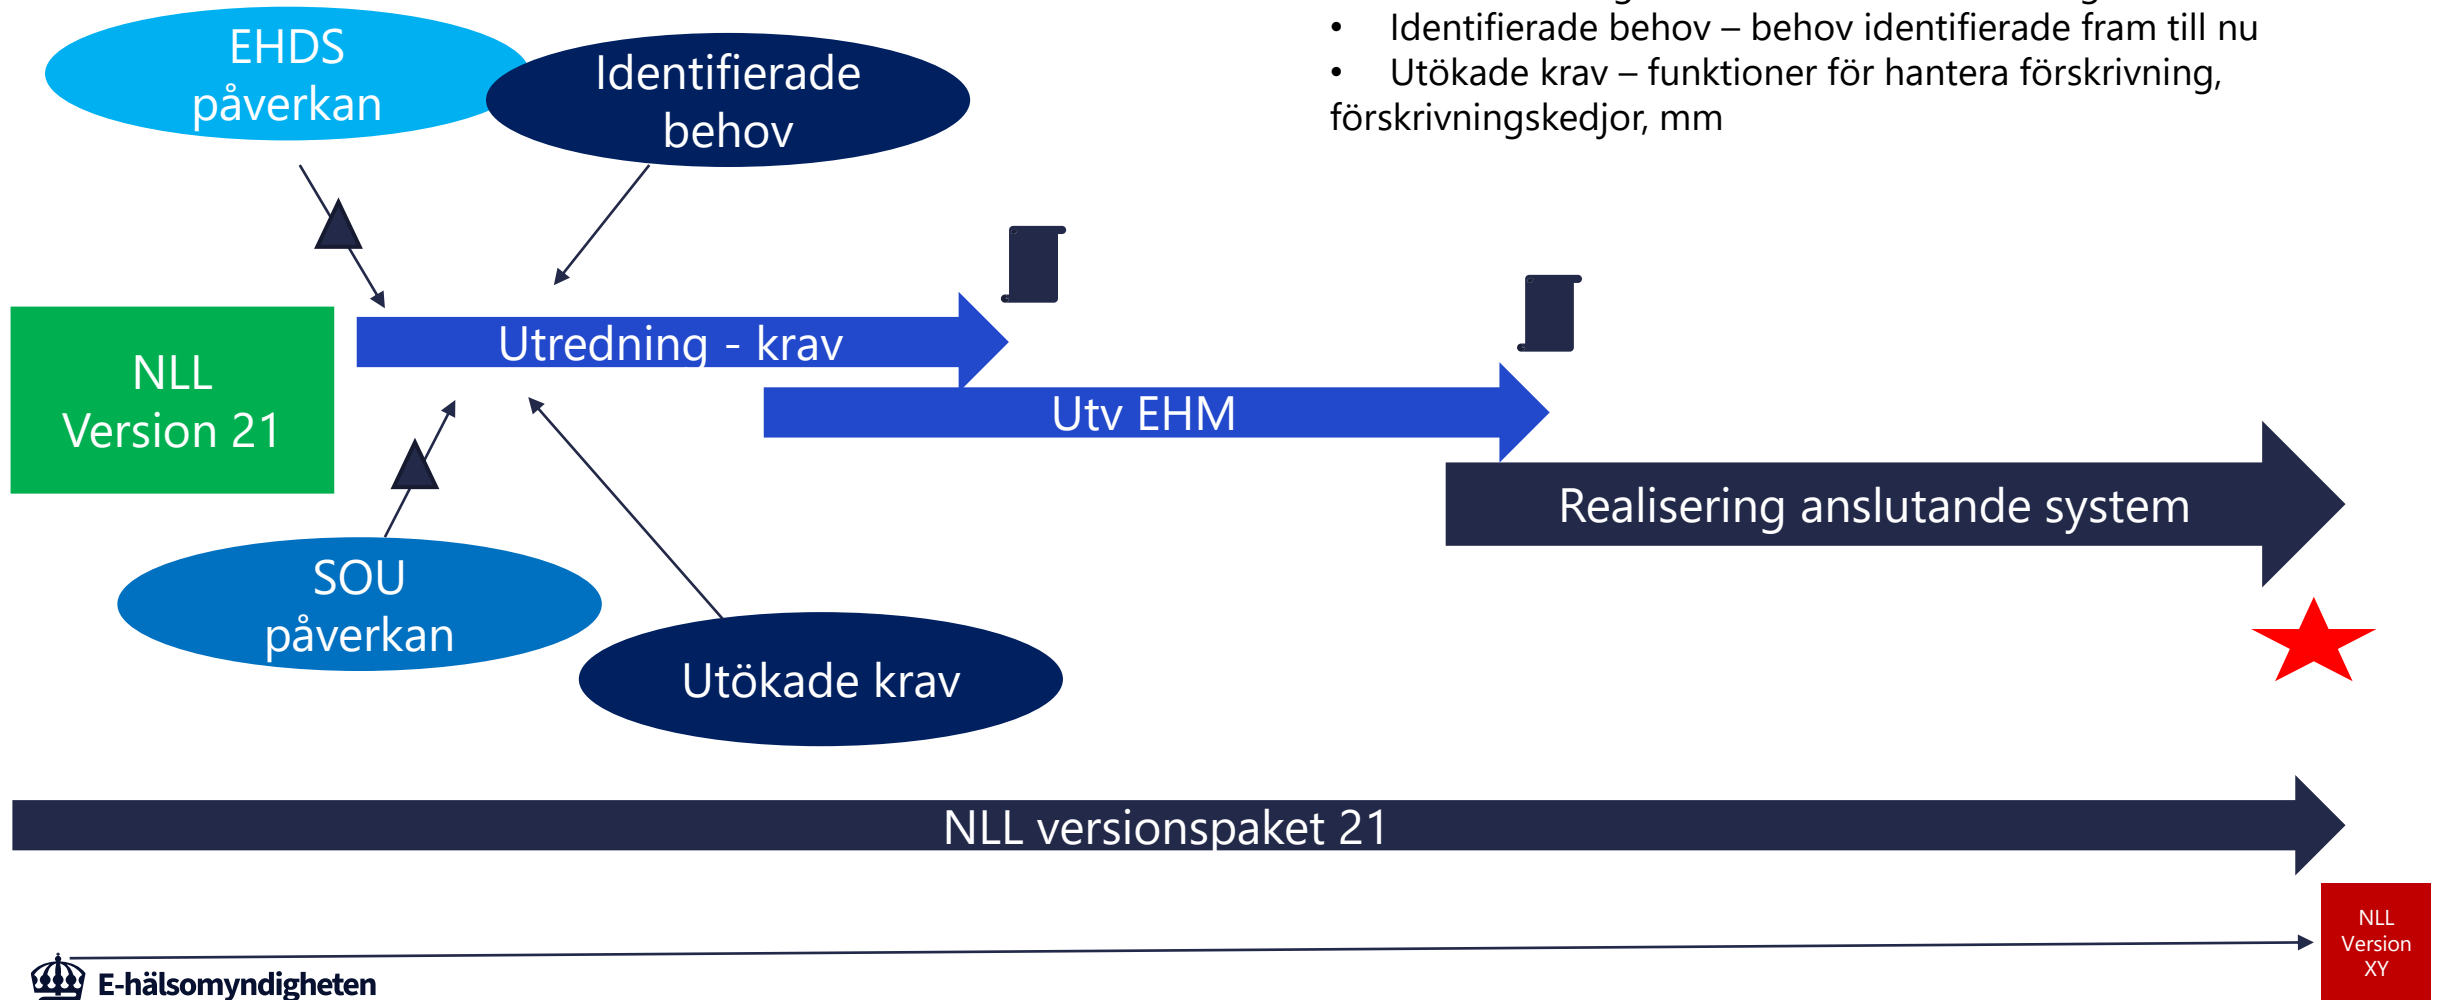 EHDS
påverkan
Identifierade
behov
• Identifierade behov – behov identifierade fram till nu
• Utökade krav – funktioner för hantera förskrivning,
förskrivningskedjor, mm
NLL
Version 21
Utredning - krav
Utv EHM
Realisering anslutande system
SOU
påverkan
Utökade krav
NLL versionspaket 21
NLL
Version
XY
E-hälsomyndigheten